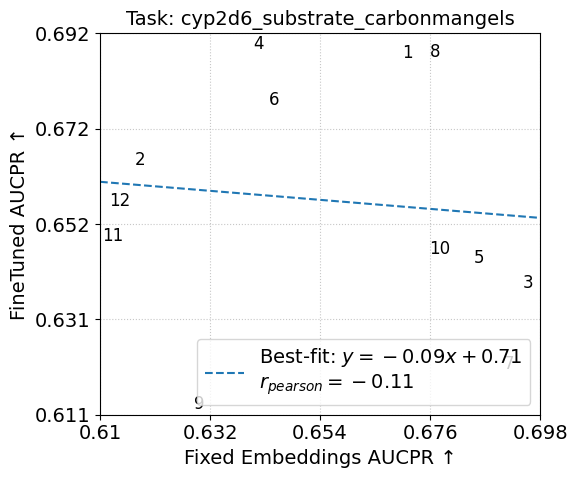 Task: cyp2d6_substrate_carbonmangels
0.692
0.672
0.652
0.631
0.611
FineTuned AUCPR ↑
4
1
8
6
2
12
11
10
5
3
7
9
Best-fit: y = −0.09x + 0.71
r_pearson = −0.11
0.61 0.632 0.654 0.676 0.698
Fixed Embeddings AUCPR ↑